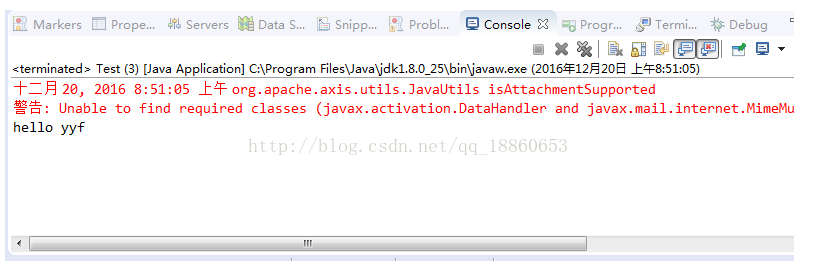 Markers Prope... Servers Data S... Snipp... Probl... Console Progr... Termi... Debug
<terminated> Test (3) [Java Application] C:\Program Files\Java\jdk1.8.0_25\bin\javaw.exe (2016年12月20日 上午8:51:05)
十二月 20, 2016 8:51:05 上午 org.apache.axis.utils.JavaUtils isAttachmentSupported
警告: Unable to find required classes (javax.activation.DataHandler and javax.mail.internet.MimeMu
hello yyf
http://blog.csdn.net/qq_18860653